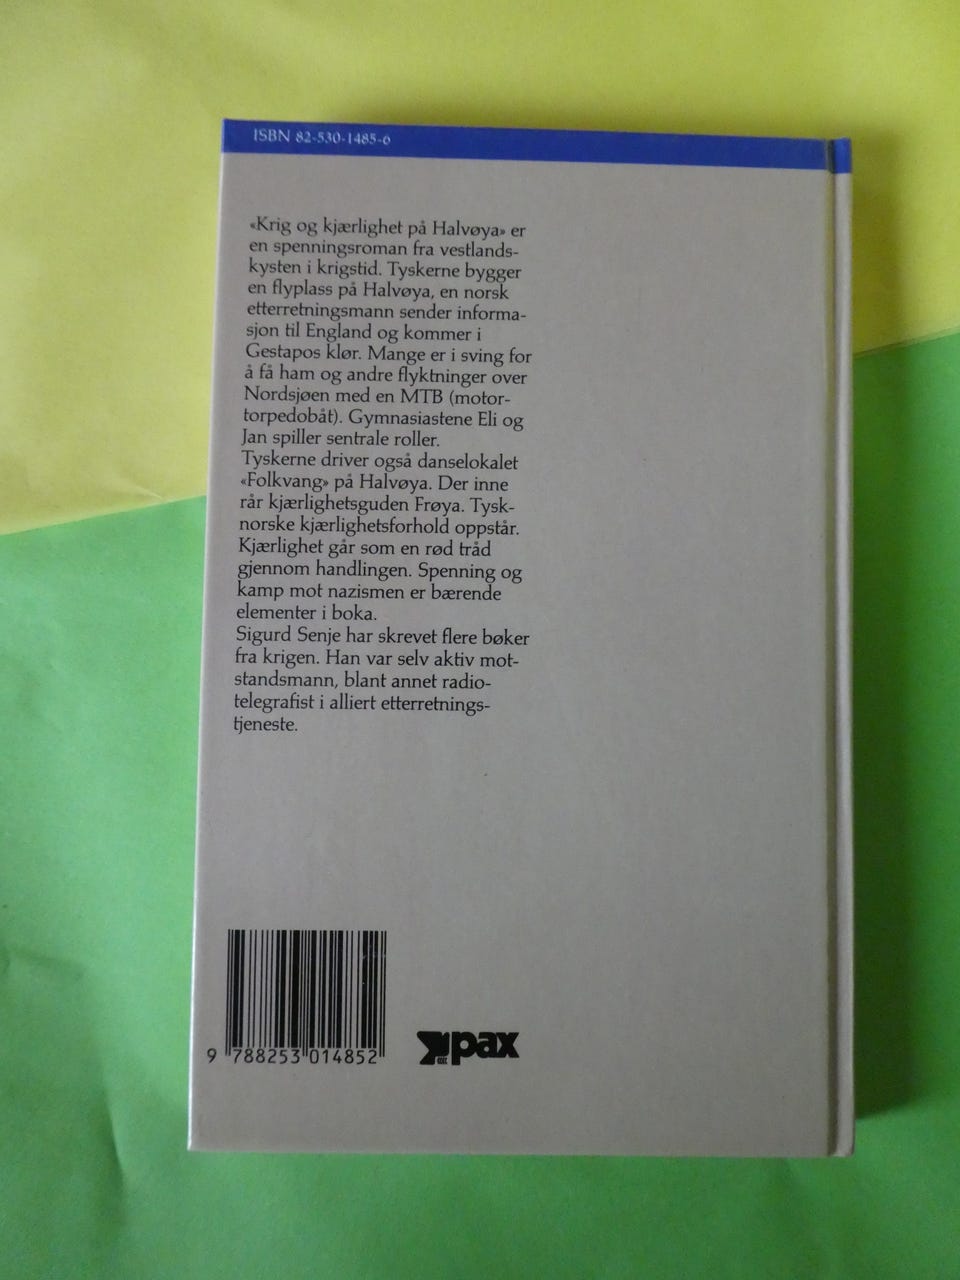 ISBN 82-530-1485-6
«Krig og kjærlighet på Halvøya» er
en spenningsroman fra vestlands-
kysten i krigstid. Tyskerne bygger
en flyplass på Halvøya, en norsk
etterretningsmann sender informa-
sjon til England og kommer i
Gestapos klør. Mange er i sving for
å få ham og andre flyktninger over
Nordsjøen med en MTB (motor-
torpedobåt). Gymnasiastene Eli og
Jan spiller sentrale roller.
Tyskerne driver også danselokalet
«Folkvang» på Halvøya. Der inne
rår kjærlighetsguden Frøya. Tysk-
norske kjærlighetsforhold oppstår.
Kjærlighet går som en rød tråd
gjennom handlingen. Spenning og
kamp mot nazismen er bærende
elementer i boka.
Sigurd Senje har skrevet flere bøker
fra krigen. Han var selv aktiv mot-
standsmann, blant annet radio-
telegrafist i alliert etterretnings-
tjeneste.
9 788253 014852
pax